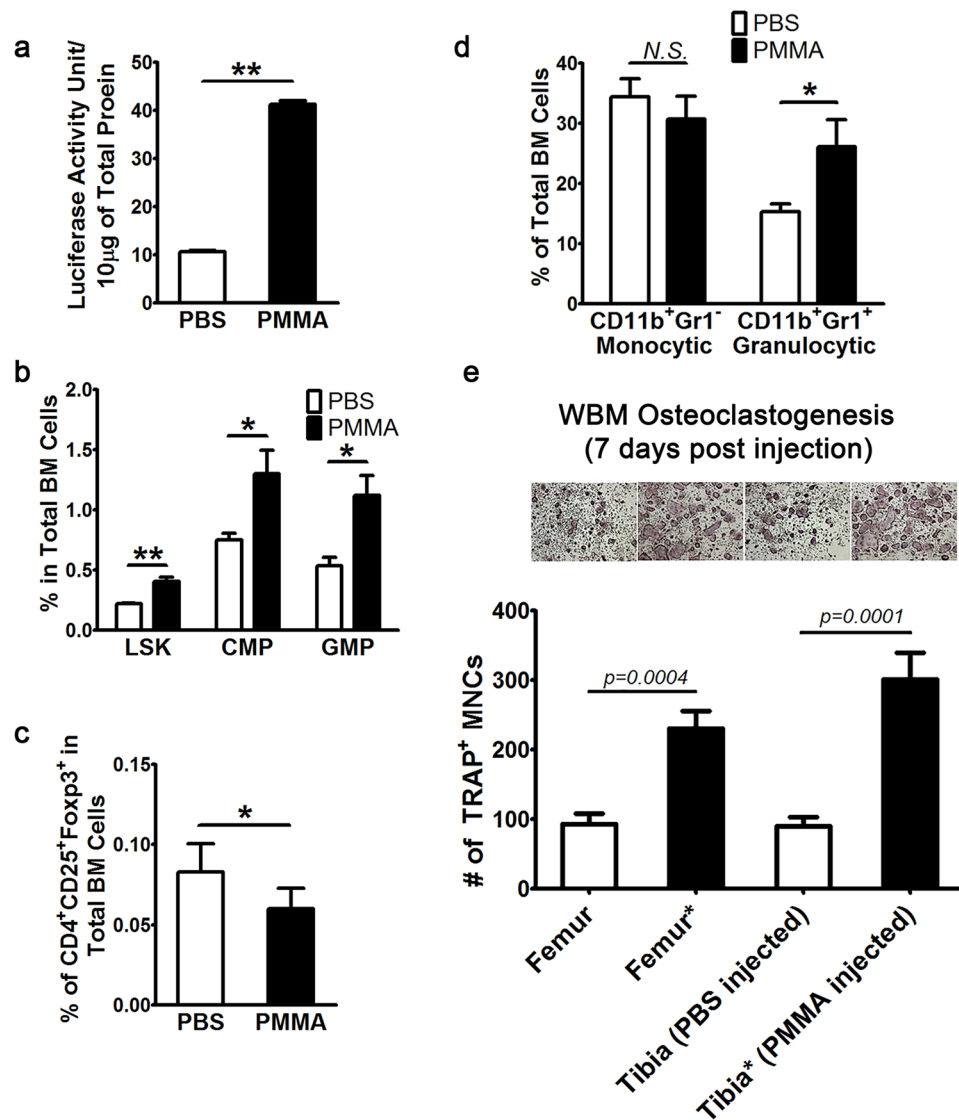 a
Luciferase Activity Unit/
10μg of Total Proein
50
40
30
20
10
0
**
PBS
PMMA
b
% in Total BM Cells
2.0
1.5
1.0
0.5
0.0
PBS
PMMA
**
*
*
LSK
CMP
GMP
c
% of CD4+CD25+Foxp3+ in
Total BM Cells
0.15
0.10
0.05
0.00
*
PBS
PMMA
d
PBS
PMMA
% of Total BM Cells
40
30
20
10
0
N.S.
*
CD11b+Gr1-
Monocytic
CD11b+Gr1+
Granulocytic
e
WBM Osteoclastogenesis
(7 days post injection)
# of TRAP+ MNCs
400
300
200
100
0
p=0.0004
p=0.0001
Femur
Femur*
Tibia (PBS injected)
Tibia* (PMMA injected)